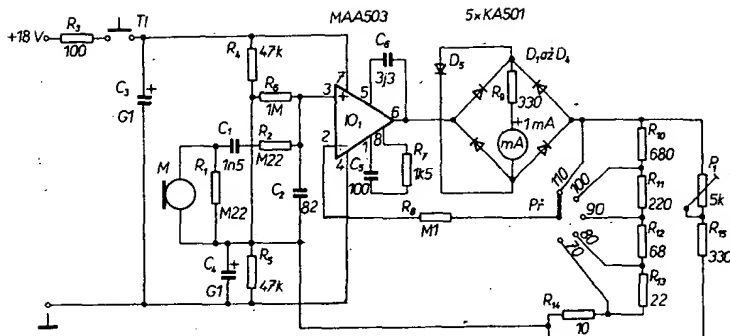 MAA503 5xKA501
+18 V R3 100 Tl
C3 + G1
R4 47k
R6 1M
C6 3j3
D5
D1 až D4
R9 330
+1mA
mA
3 7 5 + IO1 6
2 - 4 1 8
C1 1n5
R2 M22
M R1 M22
C2 82
C5 100
R7 1k5
R8 M1
Př
110 100 90 80 70
R10 680
R11 220
R12 68
R13 22
R14 10
P1 5k
R15 330
C4 + G1
R5 47k